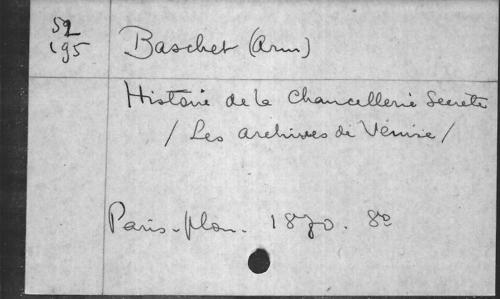 52
195
Baschet (Arm)
Histoire de la Chancellerie Secrète
/ Les archives de Venise /
Paris - plon. 1870. 8º